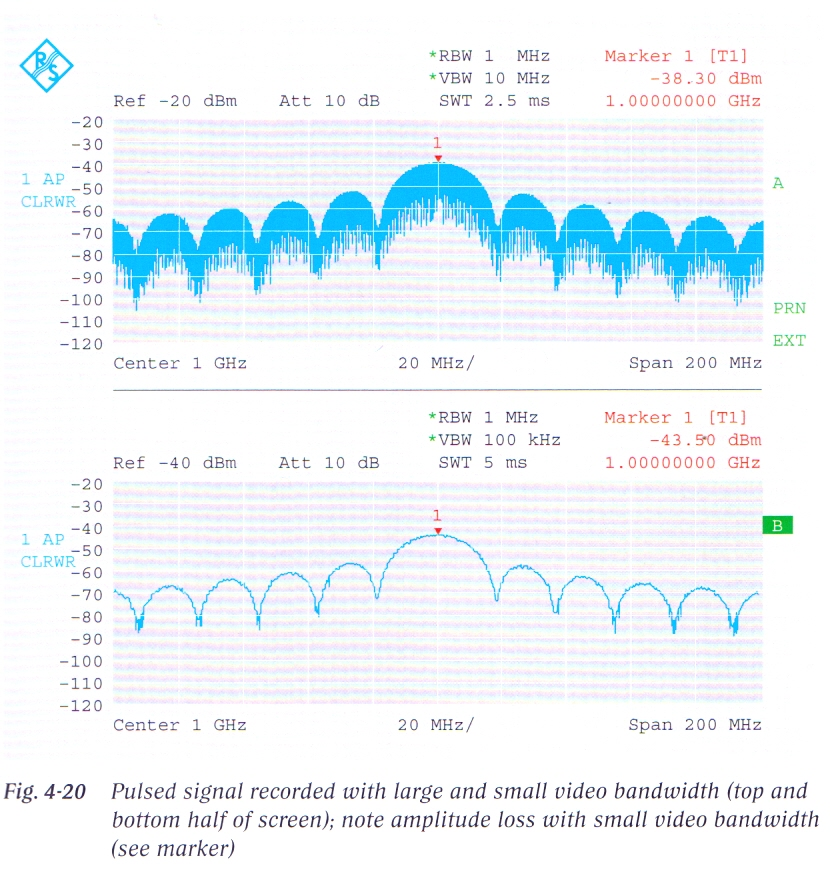 R S
*RBW 1 MHz Marker 1 [T1]
*VBW 10 MHz -38.30 dBm
Ref -20 dBm Att 10 dB SWT 2.5 ms 1.00000000 GHz
-20
-30
1
-40
1 AP A
-50
CLRWR
-60
-70
-80
-90
-100
PRN
-110
EXT
-120
Center 1 GHz 20 MHz/ Span 200 MHz
*RBW 1 MHz Marker 1 [T1]
*VBW 100 kHz -43.50 dBm
Ref -40 dBm Att 10 dB SWT 5 ms 1.00000000 GHz
-20
-30
1
B
-40
1 AP
-50
CLRWR
-60
-70
-80
-90
-100
-110
-120
Center 1 GHz 20 MHz/ Span 200 MHz
Fig. 4-20 Pulsed signal recorded with large and small video bandwidth (top and
bottom half of screen); note amplitude loss with small video bandwidth
(see marker)